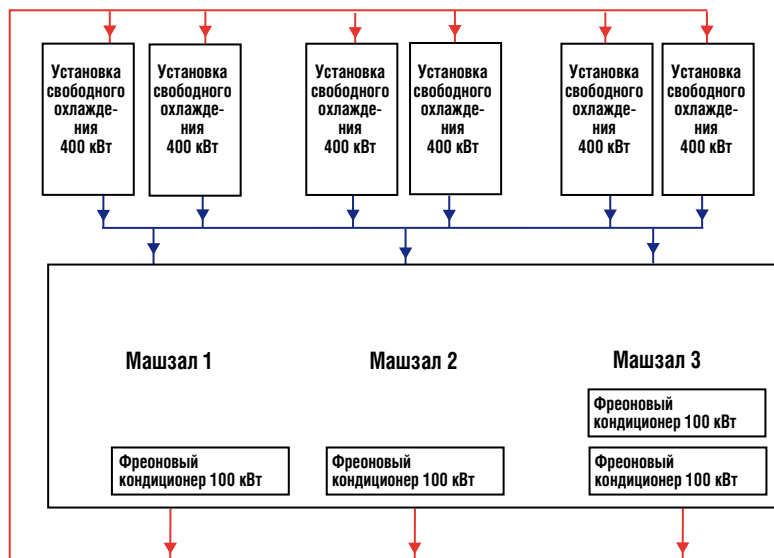 Установка
свободного
охлажде-
ния
400 кВт
Установка
свободного
охлажде-
ния
400 кВт
Установка
свободного
охлажде-
ния
400 кВт
Установка
свободного
охлажде-
ния
400 кВт
Установка
свободного
охлажде-
ния
400 кВт
Установка
свободного
охлажде-
ния
400 кВт
Машзал 1
Машзал 2
Машзал 3
Фреоновый
кондиционер 100 кВт
Фреоновый
кондиционер 100 кВт
Фреоновый
кондиционер 100 кВт
Фреоновый
кондиционер 100 кВт